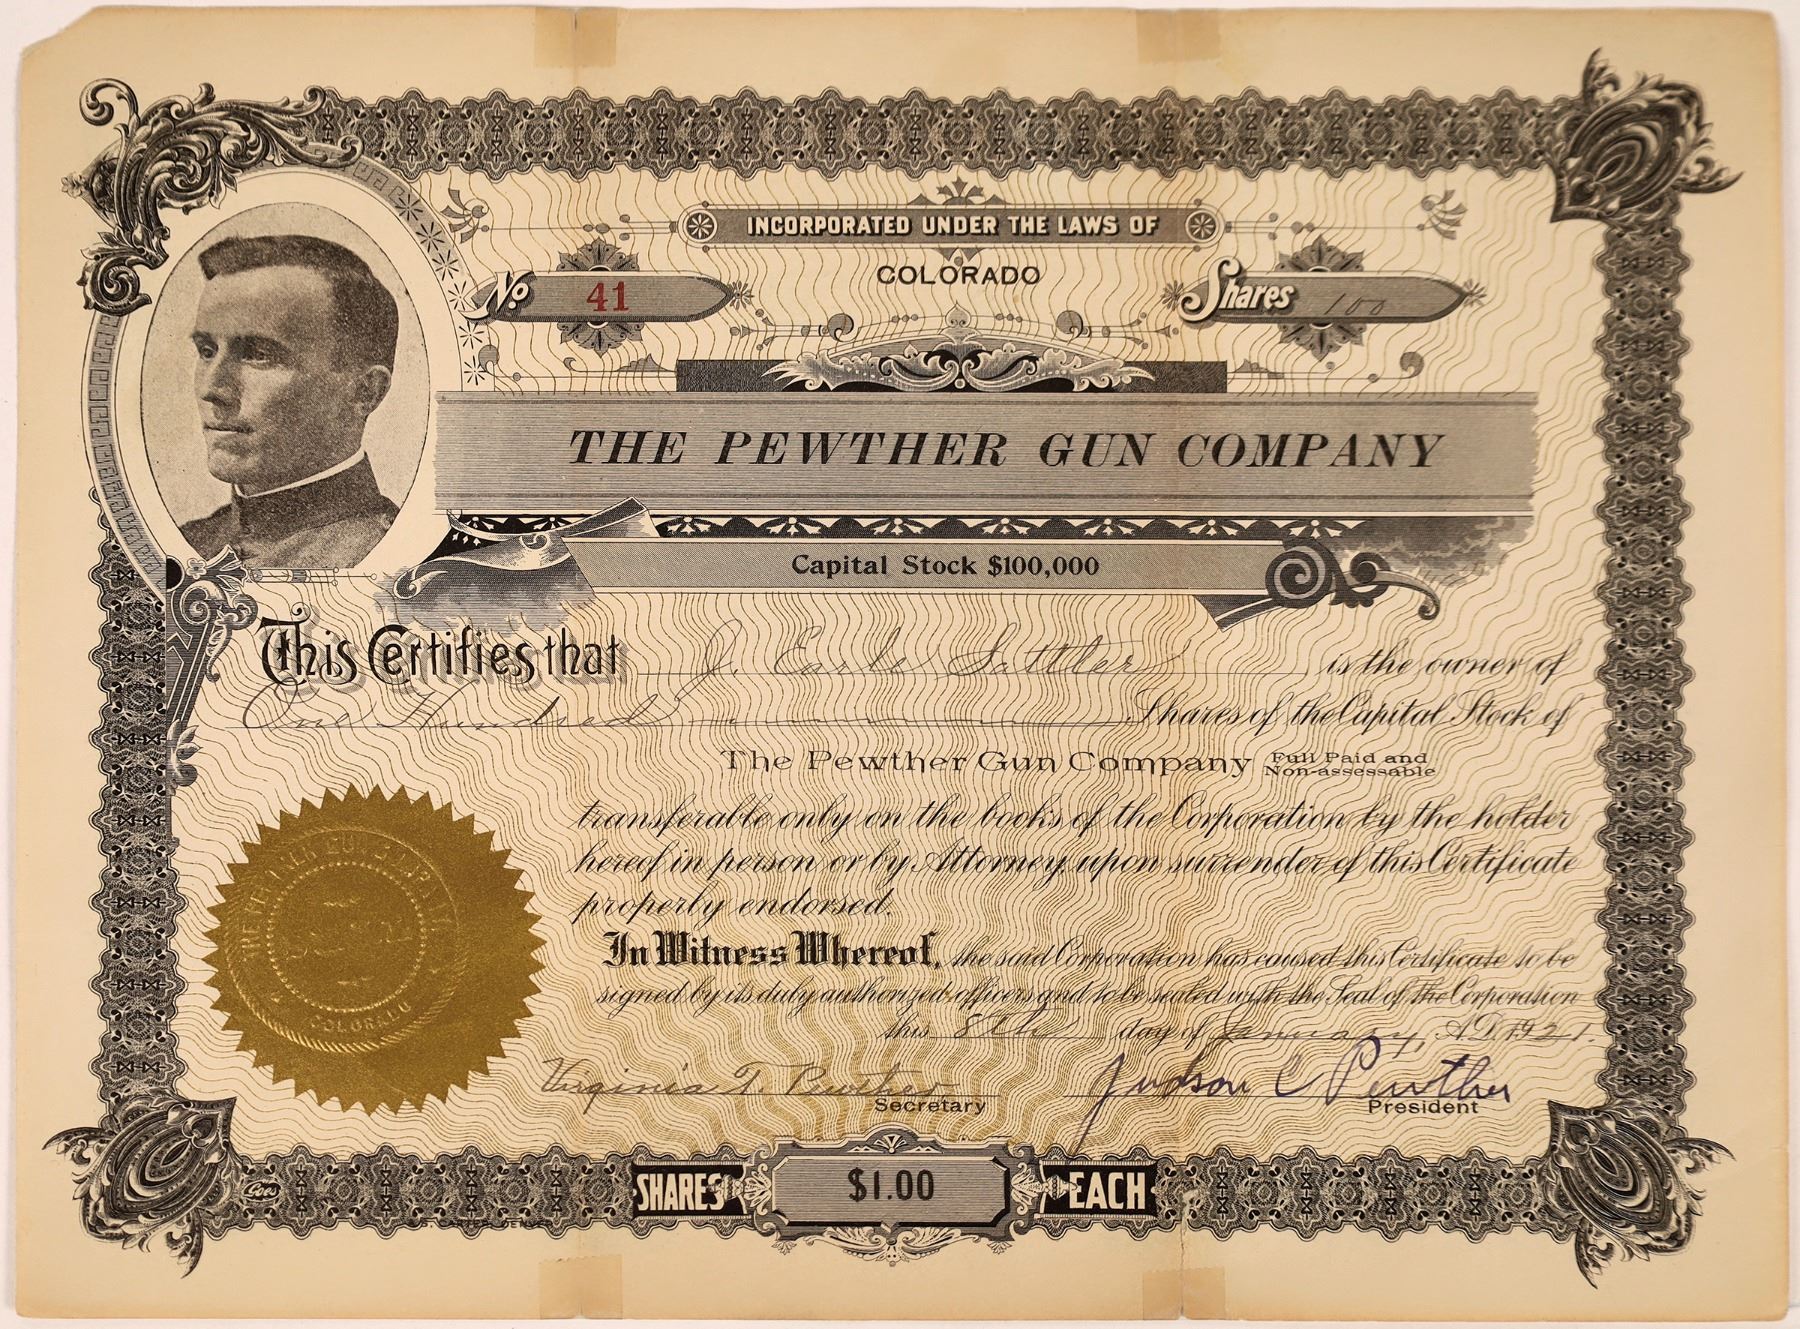 INCORPORATED UNDER THE LAWS OF
COLORADO
No 41
Shares 100
THE PEWTHER GUN COMPANY
Capital Stock $100,000
This Certifies that J. Earle Sattler is the owner of
One Hundred Shares of the Capital Stock of
The Pewther Gun Company Full Paid and
Non-assessable
transferable only on the books of the Corporation by the holder
hereof in person or by Attorney, upon surrender of this Certificate
properly endorsed.
In Witness Whereof, the said Corporation has caused this Certificate to be
signed by its duly authorized officers and to be sealed with the Seal of the Corporation
this 8th day of January, A.D. 1921.
Virginia T. Pewther
Secretary
Judson C Pewther
President
COLORADO
SHARES $1.00 EACH
Goes
CARTER, DENVER